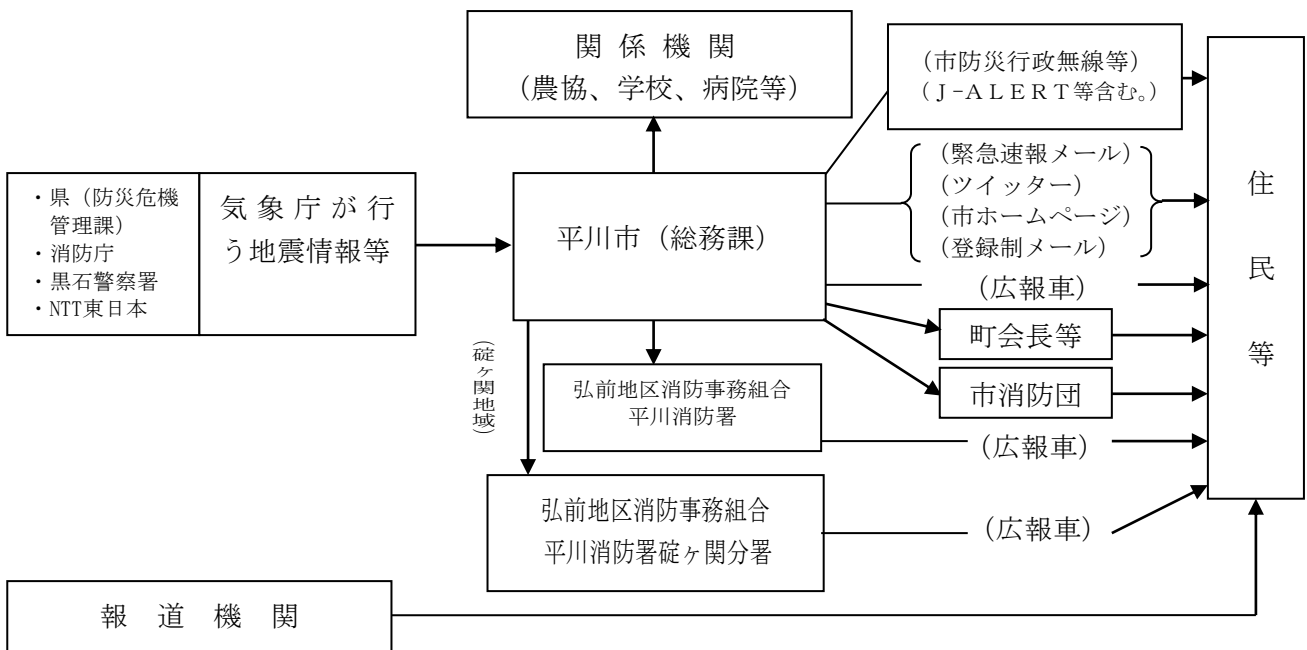 関係機関
(農協、学校、病院等)
(市防災行政無線等)
(J-ALERT等含む。)
(緊急速報メール)
(ツイッター)
(市ホームページ)
(登録制メール)
・県(防災危機
管理課)
・消防庁
・黒石警察署
・NTT東日本
気象庁が行
う地震情報等
平川市(総務課)
(広報車)
町会長等
市消防団
(碇ヶ関地域)
弘前地区消防事務組合
平川消防署
(広報車)
弘前地区消防事務組合
平川消防署碇ヶ関分署
(広報車)
住民等
報道機関